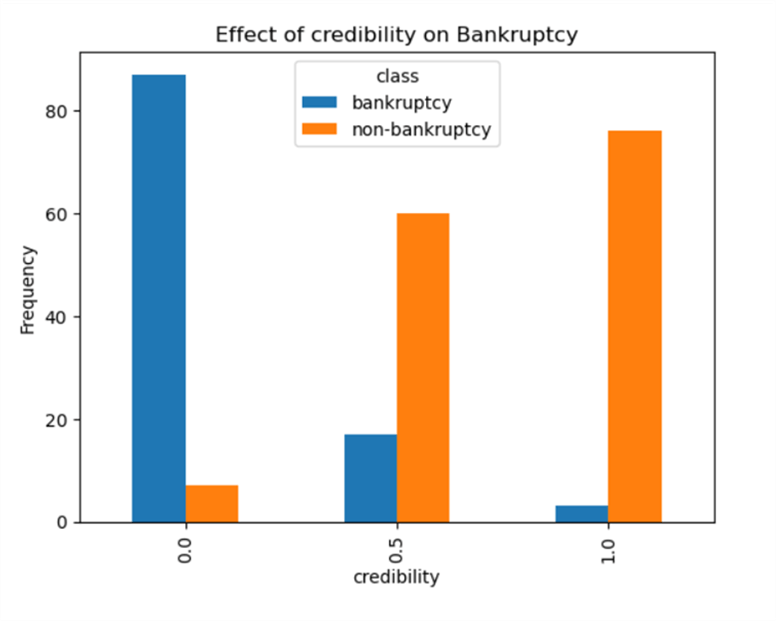 Effect of credibility on Bankruptcy
class
bankruptcy
non-bankruptcy
Frequency
80
60
40
20
0
0.0
0.5
1.0
credibility